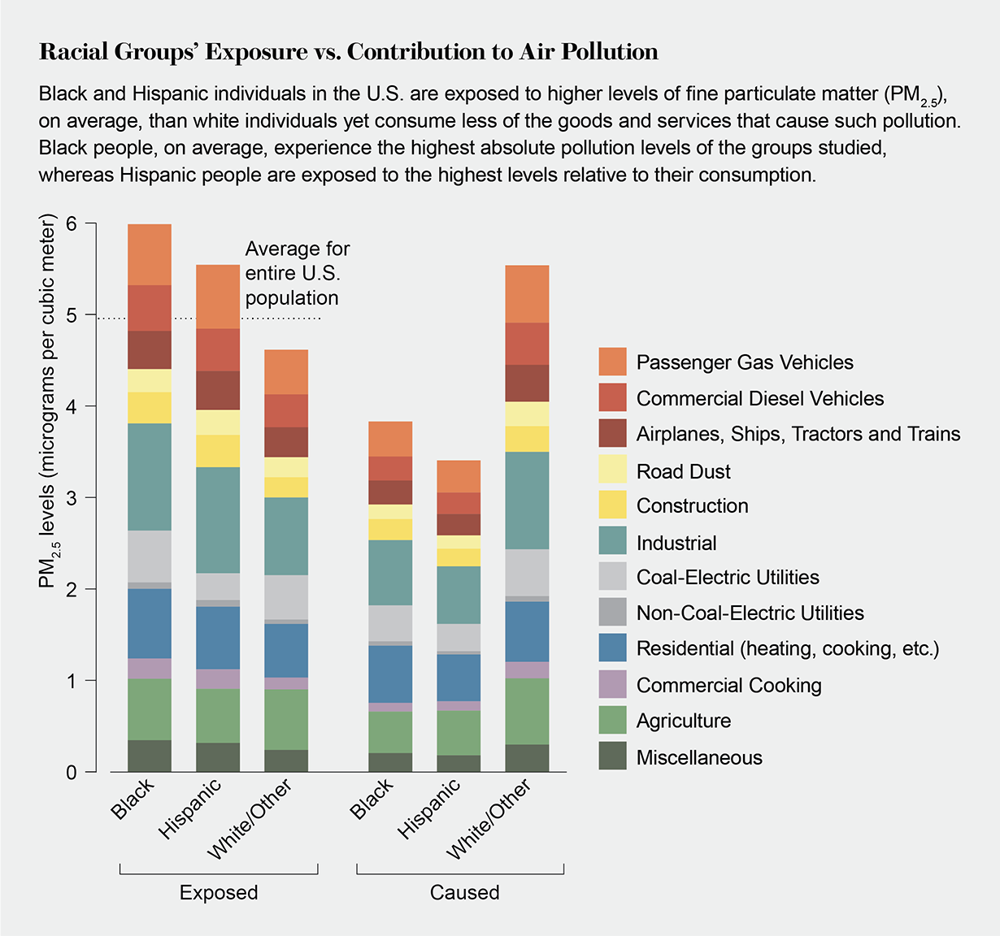 Racial Groups’ Exposure vs. Contribution to Air Pollution
Black and Hispanic individuals in the U.S. are exposed to higher levels of fine particulate matter (PM2.5),
on average, than white individuals yet consume less of the goods and services that cause such pollution.
Black people, on average, experience the highest absolute pollution levels of the groups studied,
whereas Hispanic people are exposed to the highest levels relative to their consumption.
PM2.5 levels (micrograms per cubic meter)
6
5
4
3
2
1
0
Average for
entire U.S.
population
Passenger Gas Vehicles
Commercial Diesel Vehicles
Airplanes, Ships, Tractors and Trains
Road Dust
Construction
Industrial
Coal-Electric Utilities
Non-Coal-Electric Utilities
Residential (heating, cooking, etc.)
Commercial Cooking
Agriculture
Miscellaneous
Black
Hispanic
White/Other
Black
Hispanic
White/Other
Exposed
Caused